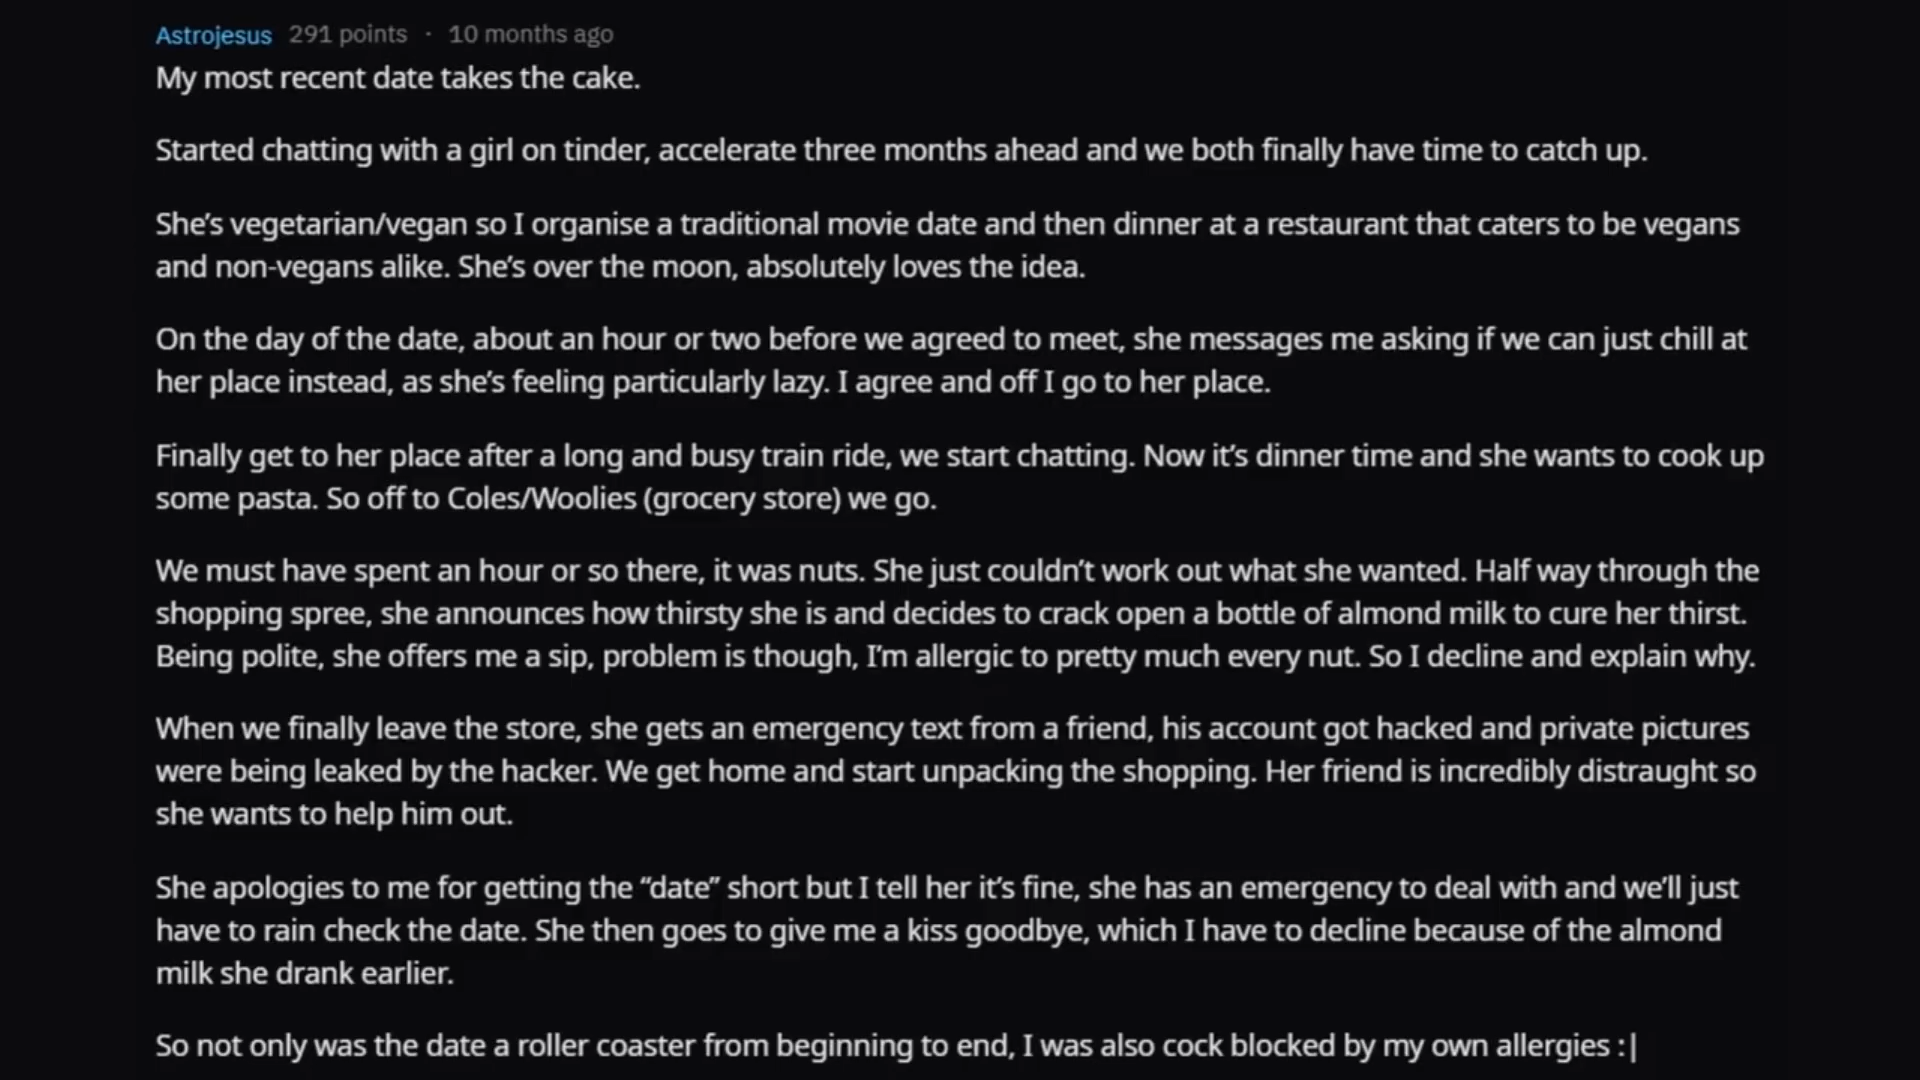 Astrojesus 291 points · 10 months ago
My most recent date takes the cake.
Started chatting with a girl on tinder, accelerate three months ahead and we both finally have time to catch up.
She’s vegetarian/vegan so I organise a traditional movie date and then dinner at a restaurant that caters to be vegans
and non-vegans alike. She’s over the moon, absolutely loves the idea.
On the day of the date, about an hour or two before we agreed to meet, she messages me asking if we can just chill at
her place instead, as she’s feeling particularly lazy. I agree and off I go to her place.
Finally get to her place after a long and busy train ride, we start chatting. Now it’s dinner time and she wants to cook up
some pasta. So off to Coles/Woolies (grocery store) we go.
We must have spent an hour or so there, it was nuts. She just couldn’t work out what she wanted. Half way through the
shopping spree, she announces how thirsty she is and decides to crack open a bottle of almond milk to cure her thirst.
Being polite, she offers me a sip, problem is though, I’m allergic to pretty much every nut. So I decline and explain why.
When we finally leave the store, she gets an emergency text from a friend, his account got hacked and private pictures
were being leaked by the hacker. We get home and start unpacking the shopping. Her friend is incredibly distraught so
she wants to help him out.
She apologies to me for getting the “date” short but I tell her it’s fine, she has an emergency to deal with and we’ll just
have to rain check the date. She then goes to give me a kiss goodbye, which I have to decline because of the almond
milk she drank earlier.
So not only was the date a roller coaster from beginning to end, I was also cock blocked by my own allergies :|